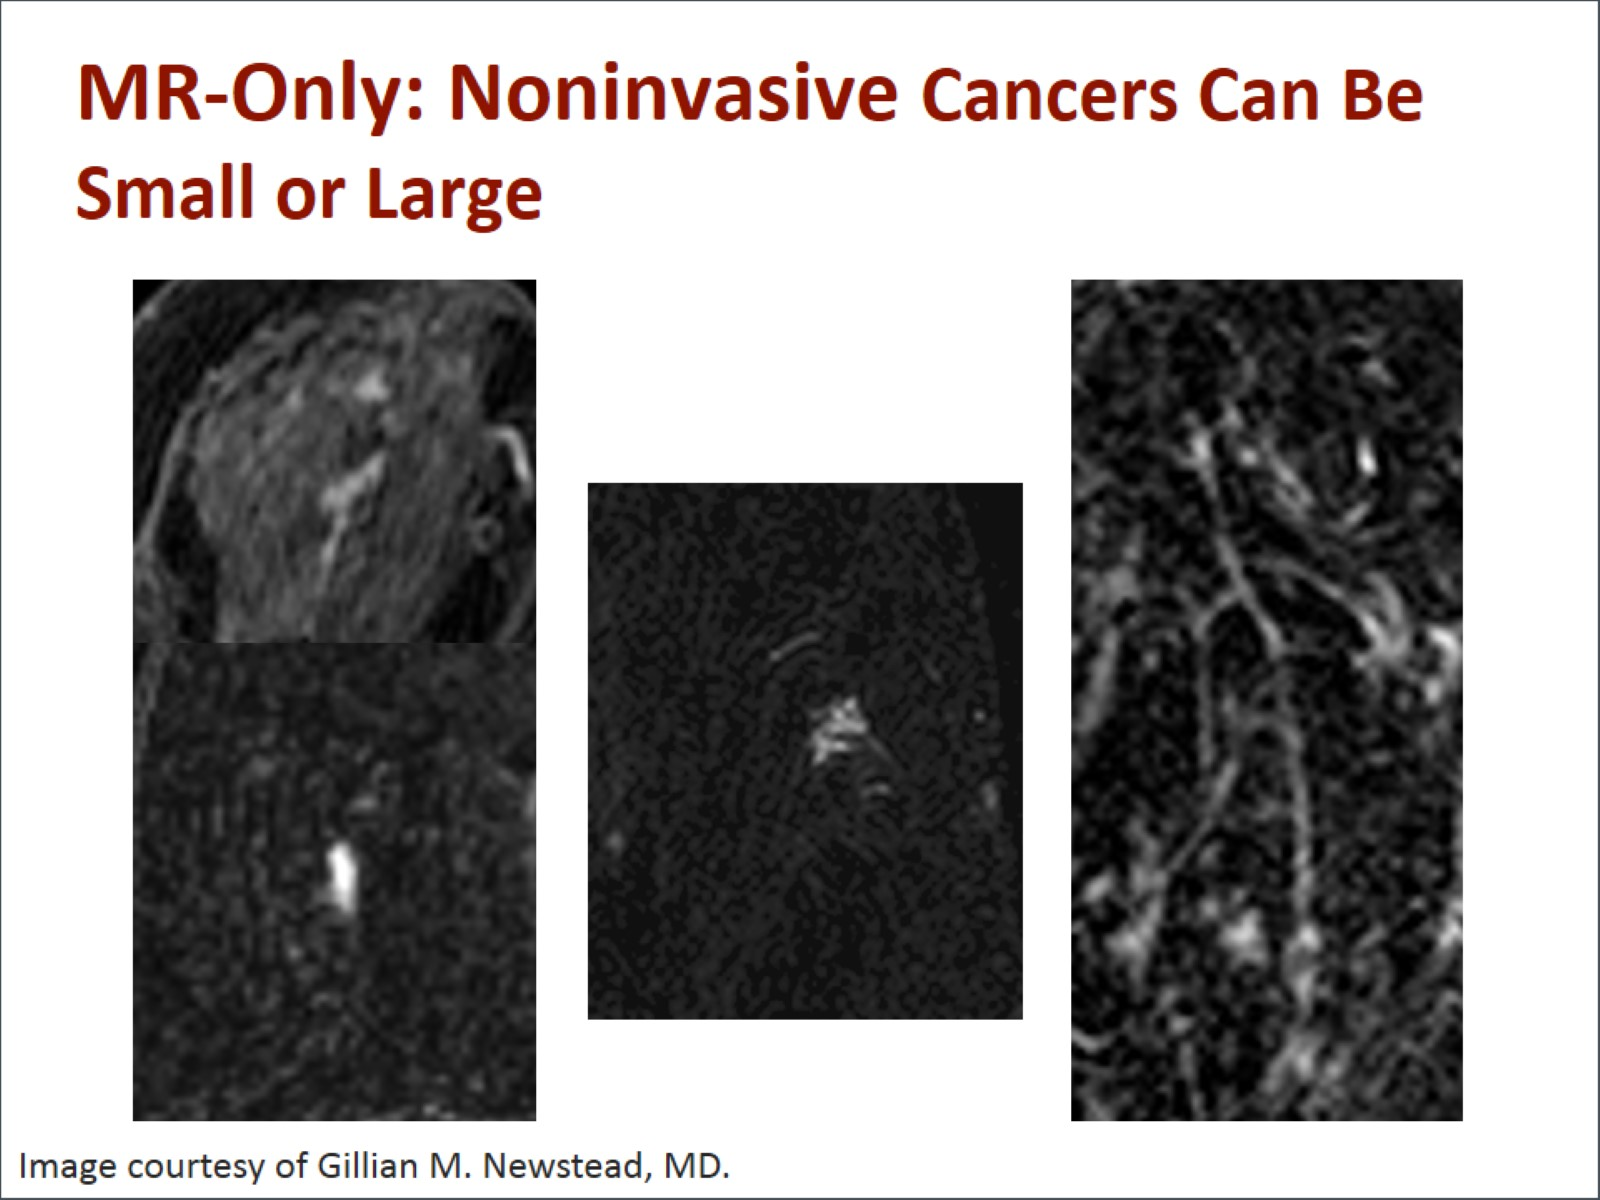 MR-Only: Noninvasive Cancers Can Be
Small or Large
Image courtesy of Gillian M. Newstead, MD.